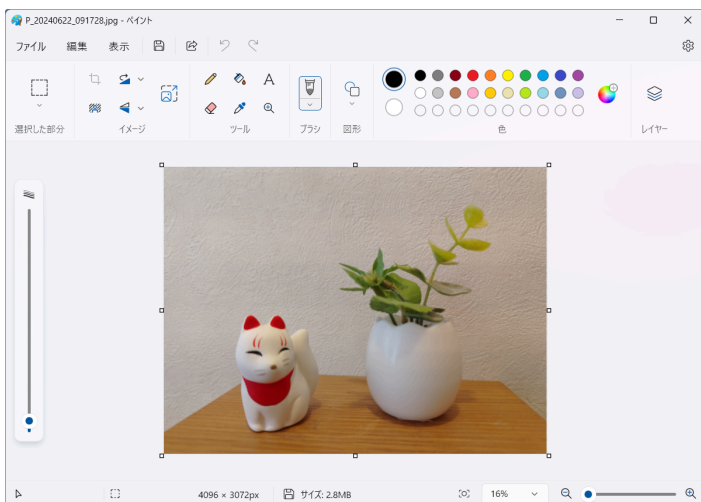 P_20240622_091728.jpg - ペイント
ファイル 編集 表示
選択した部分 イメージ ツール ブラシ 図形 色 レイヤー
4096 × 3072px サイズ: 2.8MB 16%